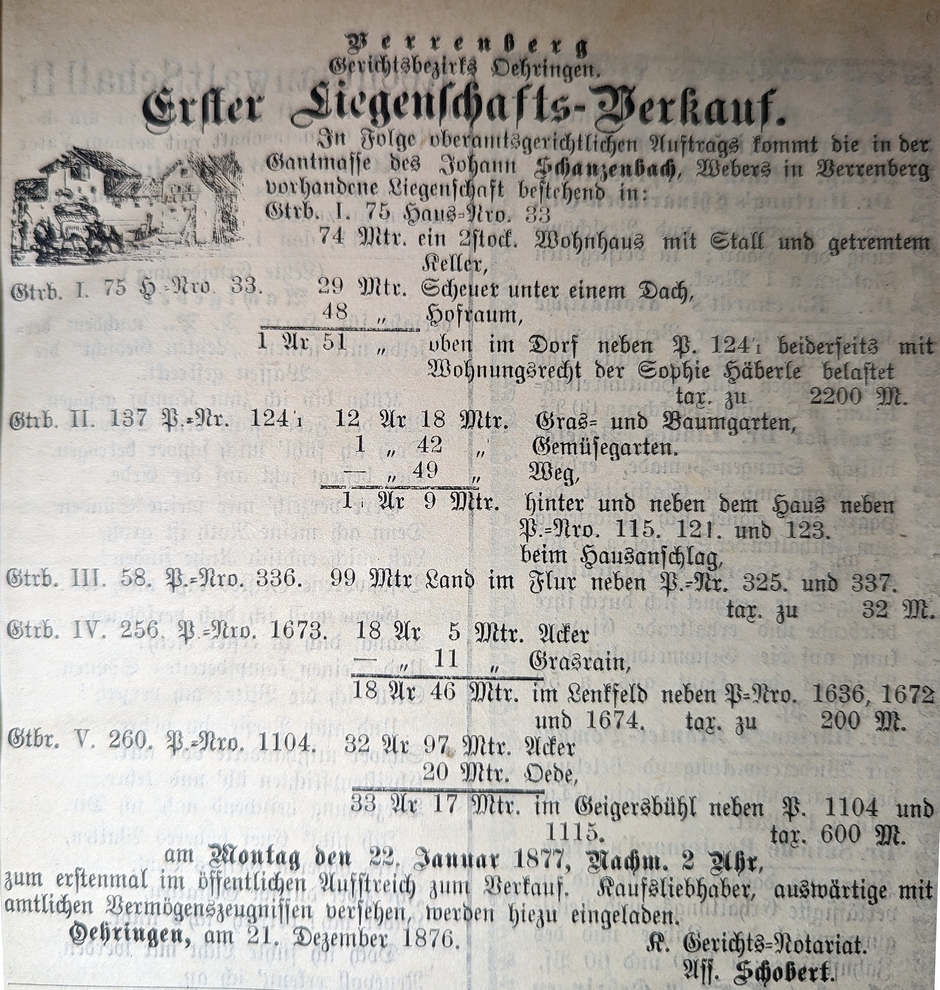 Verrenberg
Gerichtsbezirks Oehringen.
Erster Liegenschafts-Verkauf.
In Folge oberamtsgerichtlichen Auftrags kommt die in der
Gantmasse des Johann Schanzenbach, Webers in Verrenberg
vorhandene Liegenschaft bestehend in:
Gtrb. I. 75 Haus-Nro. 33
74 Mtr. ein 2stock. Wohnhaus mit Stall und getremtem
Keller,
Gtrb. I. 75 H-Nro. 33. 29 Mtr. Scheuer unter einem Dach,
48 „ Hofraum,
1 Ar 51 „ oben im Dorf neben P. 124/1 beiderseits mit
Wohnungsrecht der Sophie Häberle belastet
tax. zu 2200 M.
Gtrb. II. 137 P.-Nr. 124/1 12 Ar 18 Mtr. Gras- und Baumgarten,
1 „ 42 „ Gemüsegarten.
— „ 49 „ Weg,
1 Ar 9 Mtr. hinter und neben dem Haus neben
P.-Nro. 115. 121. und 123.
beim Hausanschlag,
Gtrb. III. 58. P.-Nro. 336. 99 Mtr Land im Flur neben P.-Nr. 325. und 337.
tax. zu 32 M.
Gtrb. IV. 256. P.-Nro. 1673. 18 Ar 5 Mtr. Acker
— „ 11 „ Grasrain,
18 Ar 46 Mtr. im Lenkfeld neben P-Nro. 1636, 1672
und 1674. tax. zu 200 M.
Gtbr. V. 260. P.-Nro. 1104. 32 Ar 97 Mtr. Acker
20 Mtr. Oede,
33 Ar 17 Mtr. im Geigersbühl neben P. 1104 und
1115. tax. 600 M.
am Montag den 22. Januar 1877, Nachm. 2 Uhr,
zum erstenmal im öffentlichen Aufstreich zum Verkauf. Kaufsliebhaber, auswärtige mit
amtlichen Vermögenszeugnissen versehen, werden hiezu eingeladen.
Oehringen, am 21. Dezember 1876. K. Gerichts-Notariat.
Ass. Schobert.